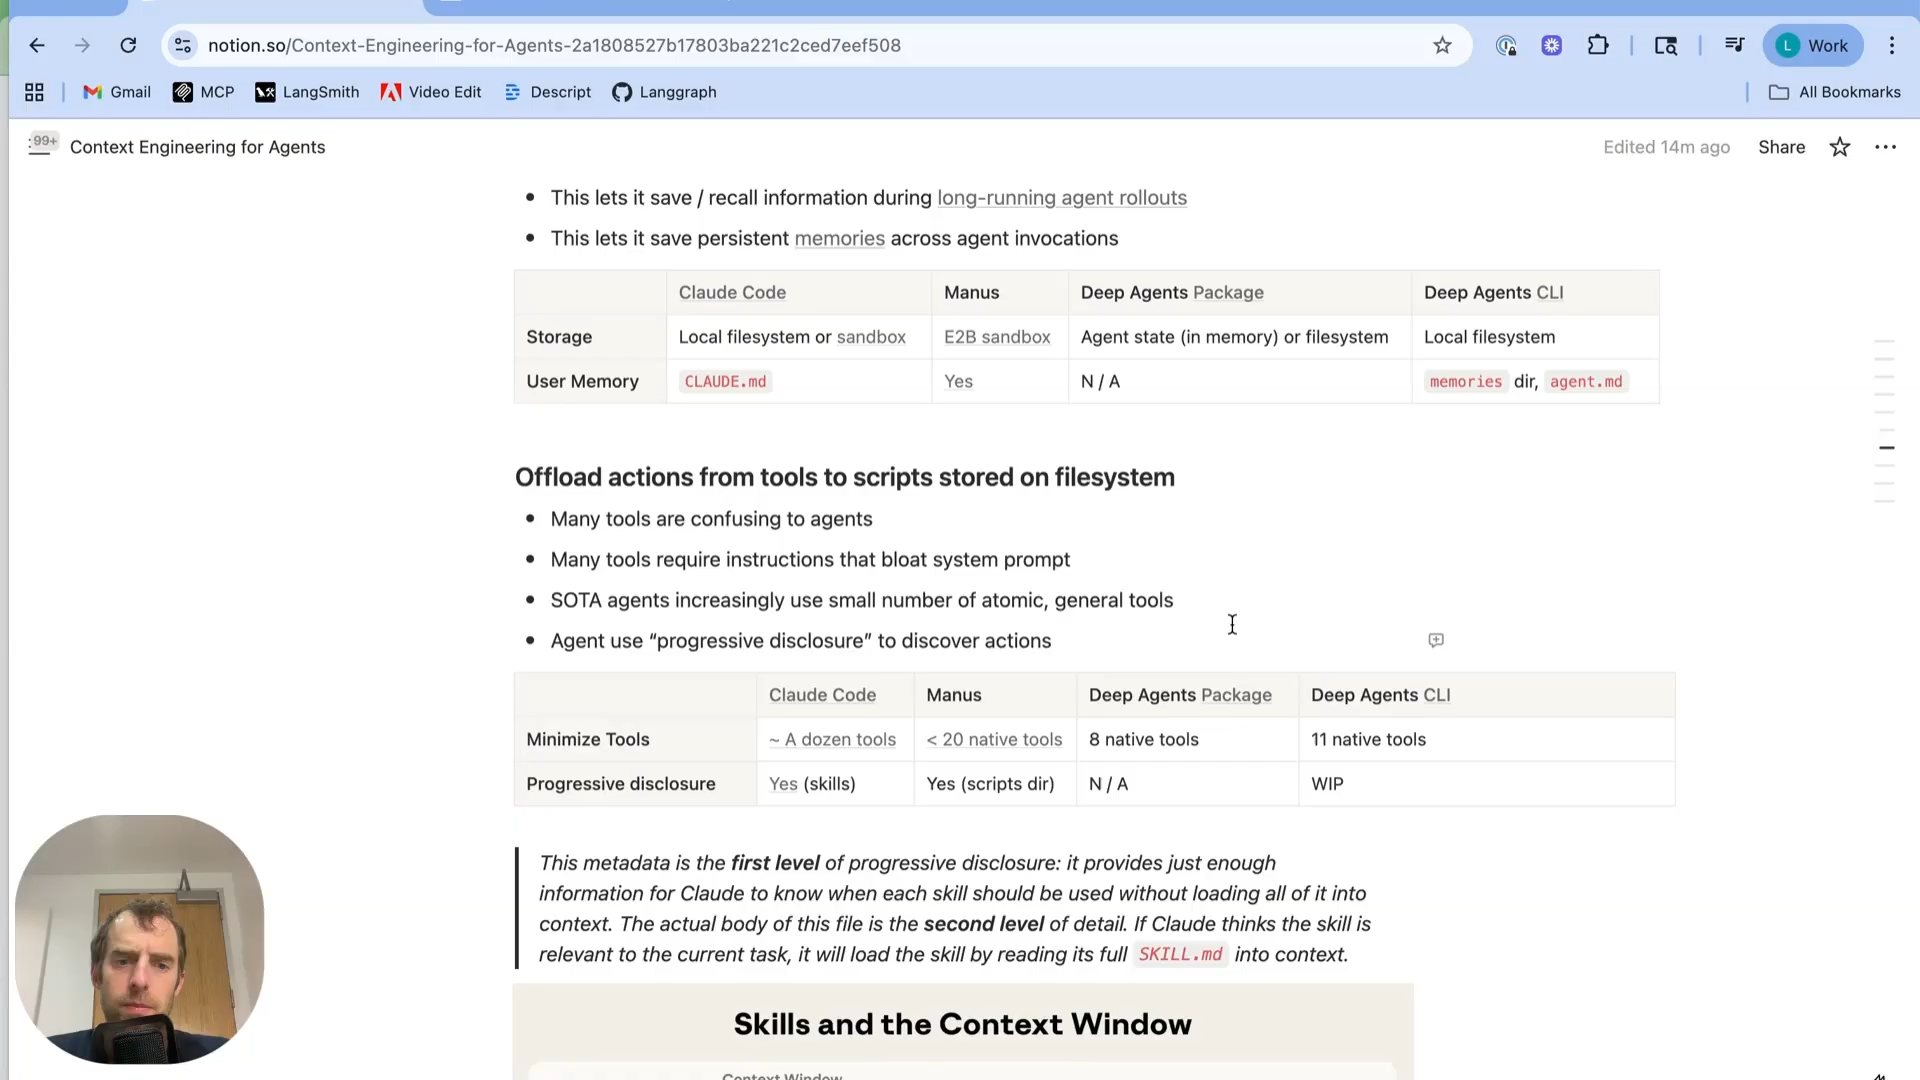 notion.so/Context-Engineering-for-Agents-2a1808527b17803ba221c2ced7eef508
L Work
Gmail MCP LangSmith Video Edit Descript Langgraph All Bookmarks
99+ Context Engineering for Agents Edited 14m ago Share
• This lets it save / recall information during long-running agent rollouts
• This lets it save persistent memories across agent invocations
Claude Code Manus Deep Agents Package Deep Agents CLI
Storage Local filesystem or sandbox E2B sandbox Agent state (in memory) or filesystem Local filesystem
User Memory CLAUDE.md Yes N / A memories dir, agent.md
Offload actions from tools to scripts stored on filesystem
• Many tools are confusing to agents
• Many tools require instructions that bloat system prompt
• SOTA agents increasingly use small number of atomic, general tools
• Agent use “progressive disclosure” to discover actions
Claude Code Manus Deep Agents Package Deep Agents CLI
Minimize Tools ~ A dozen tools < 20 native tools 8 native tools 11 native tools
Progressive disclosure Yes (skills) Yes (scripts dir) N / A WIP
This metadata is the first level of progressive disclosure: it provides just enough
information for Claude to know when each skill should be used without loading all of it into
context. The actual body of this file is the second level of detail. If Claude thinks the skill is
relevant to the current task, it will load the skill by reading its full SKILL.md into context.
Skills and the Context Window
Context Window